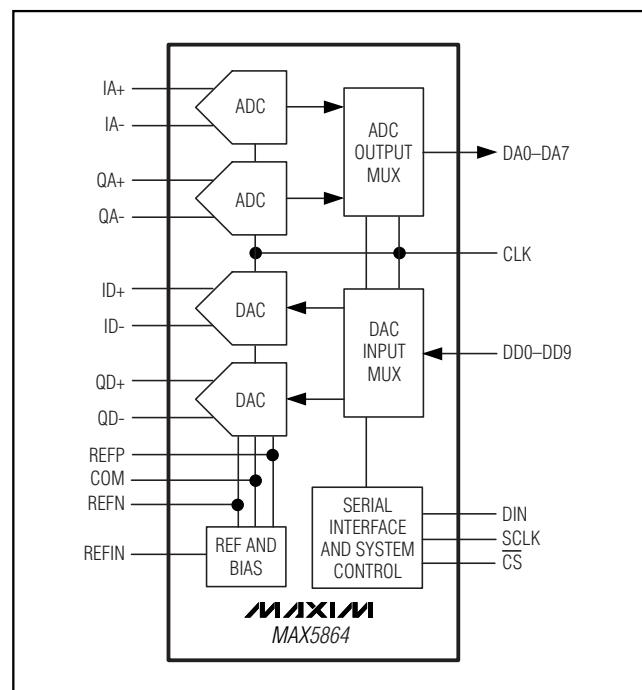 IA+
IA-
ADC
QA+
QA-
ADC
ADC
OUTPUT
MUX
DA0–DA7
CLK
ID+
ID-
DAC
QD+
QD-
DAC
DAC
INPUT
MUX
DD0–DD9
REFP
COM
REFN
REFIN
REF AND
BIAS
SERIAL
INTERFACE
AND SYSTEM
CONTROL
DIN
SCLK
C̅S̅
MAXIM
MAX5864